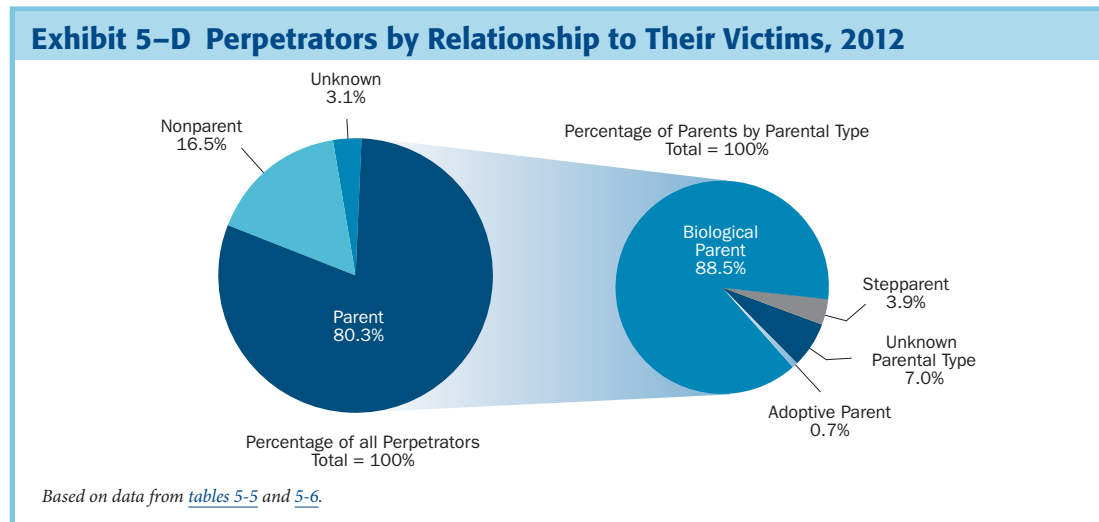 Exhibit 5–D Perpetrators by Relationship to Their Victims, 2012
Unknown
3.1%
Nonparent
16.5%
Parent
80.3%
Percentage of all Perpetrators
Total = 100%
Percentage of Parents by Parental Type
Total = 100%
Biological
Parent
88.5%
Stepparent
3.9%
Unknown
Parental Type
7.0%
Adoptive Parent
0.7%
Based on data from tables 5-5 and 5-6.